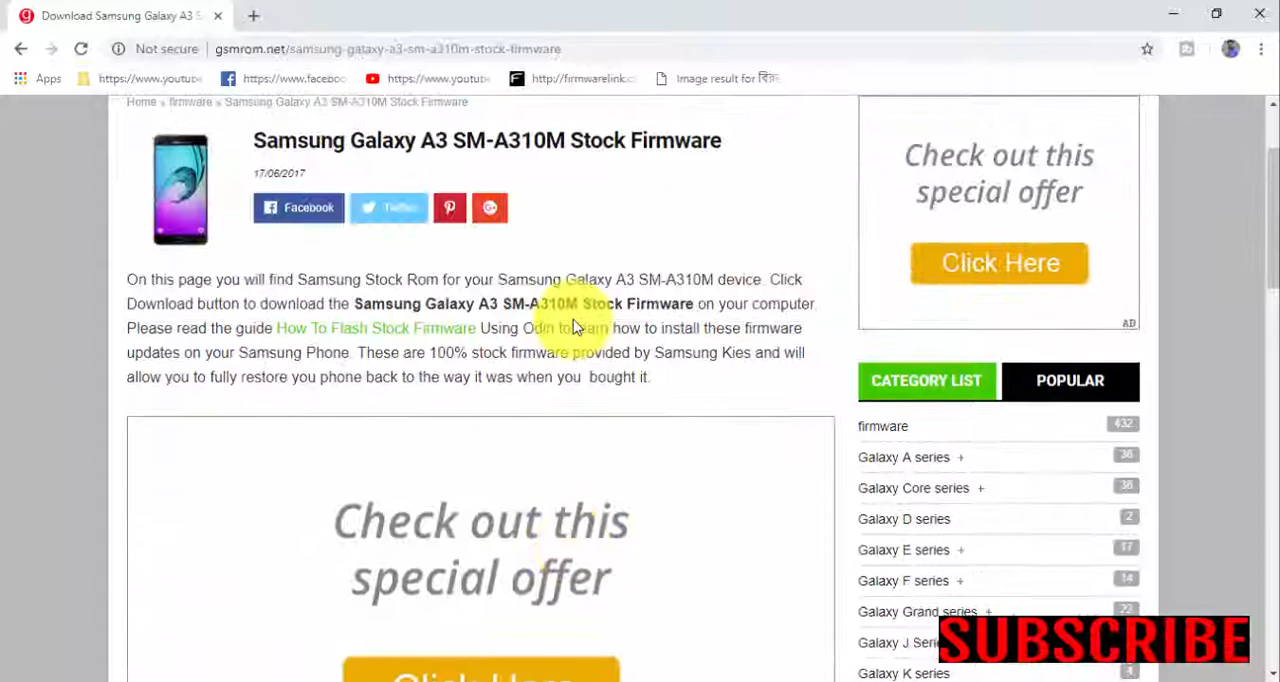 Download Samsung Galaxy A3 S
Not secure gsmrom.net/samsung-galaxy-a3-sm-a310m-stock-firmware
Apps https://www.youtube https://www.faceboo https://www.youtube http://firmwarelink.c Image result for
Home » firmware » Samsung Galaxy A3 SM-A310M Stock Firmware
Samsung Galaxy A3 SM-A310M Stock Firmware
17/06/2017
Facebook Twitter
On this page you will find Samsung Stock Rom for your Samsung Galaxy A3 SM-A310M device. Click
Download button to download the Samsung Galaxy A3 SM-A310M Stock Firmware on your computer.
Please read the guide How To Flash Stock Firmware Using Odin to learn how to install these firmware
updates on your Samsung Phone. These are 100% stock firmware provided by Samsung Kies and will
allow you to fully restore you phone back to the way it was when you bought it.
Check out this
special offer
Click Here
Check out this
special offer
Click Here
AD
CATEGORY LIST POPULAR
firmware 432
Galaxy A series + 36
Galaxy Core series + 36
Galaxy D series 2
Galaxy E series + 17
Galaxy F series + 14
Galaxy Grand series + 22
Galaxy J Seri
Galaxy K series 4
SUBSCRIBE